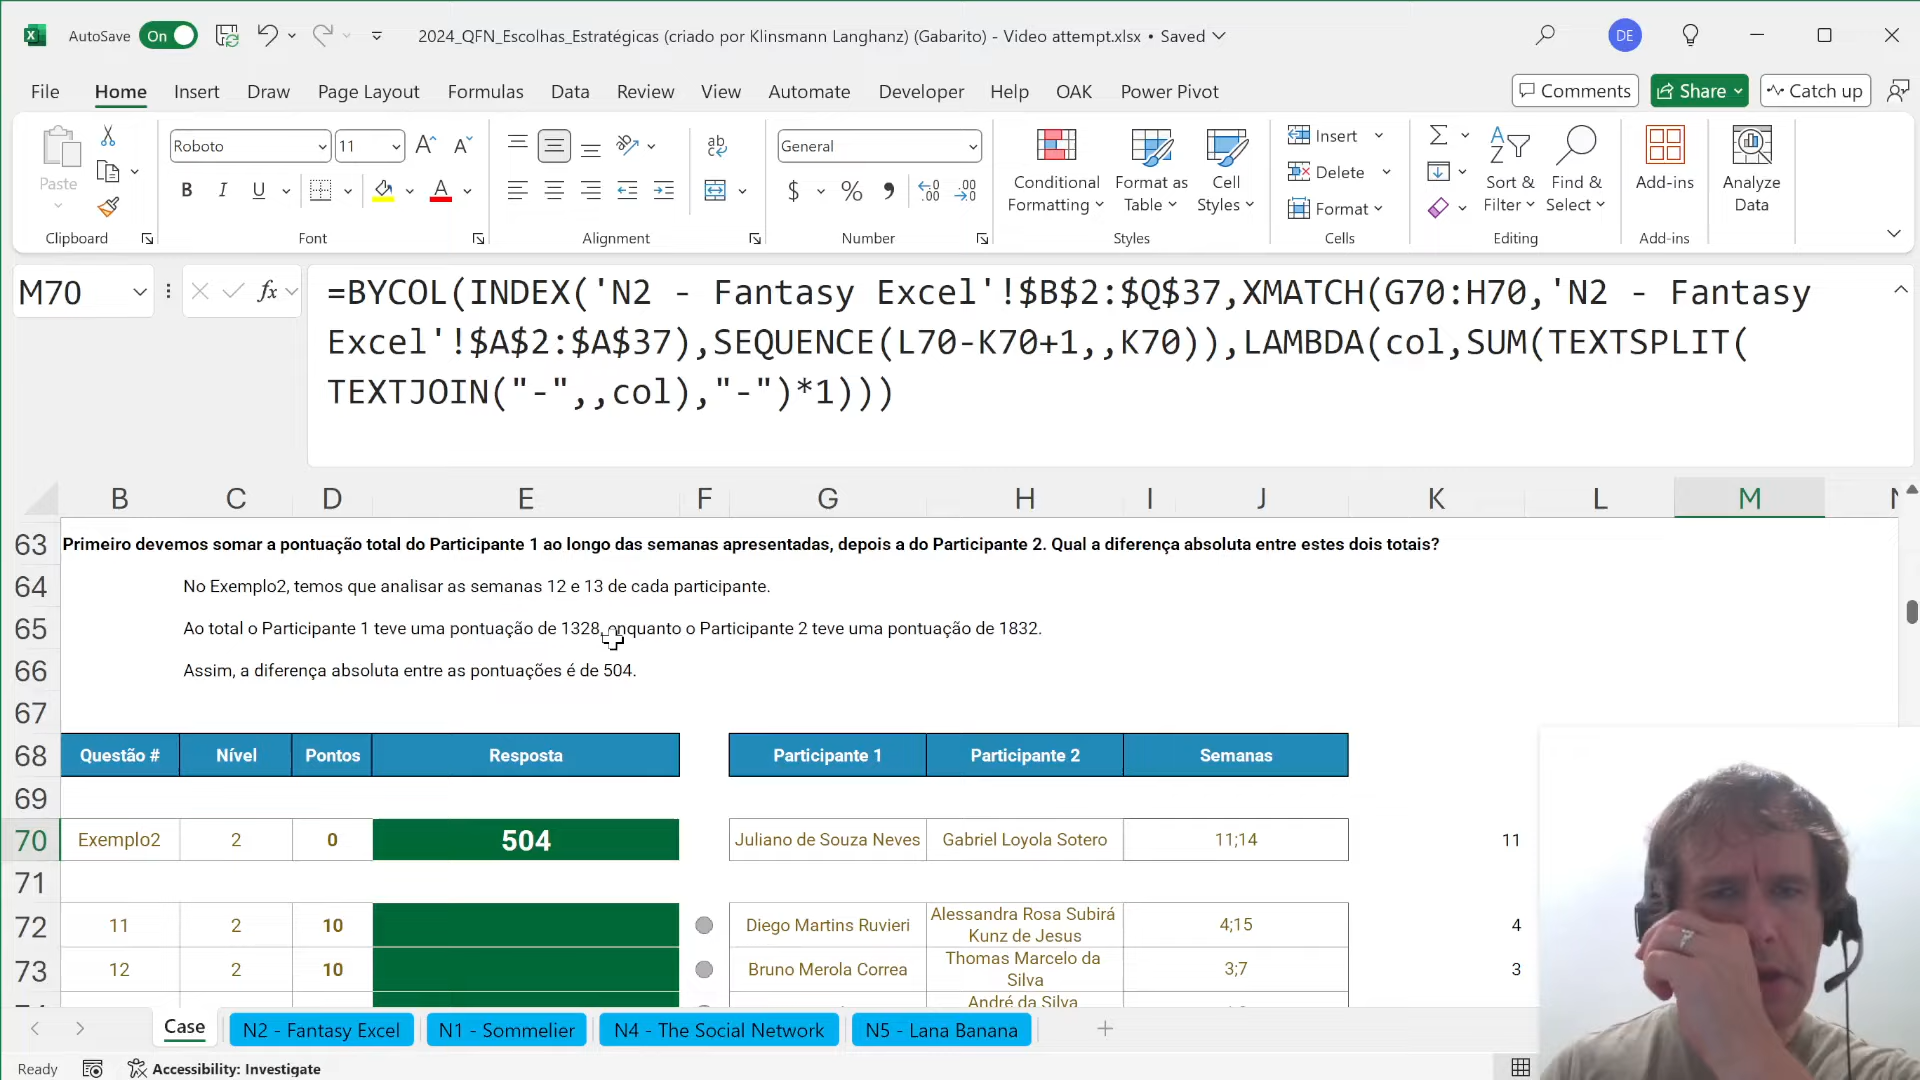 AutoSave On 2024_QFN_Escolhas_Estratégicas (criado por Klinsmann Langhanz) (Gabarito) - Video attempt.xlsx • Saved DE
File Home Insert Draw Page Layout Formulas Data Review View Automate Developer Help OAK Power Pivot Comments Share Catch up
Roboto 11 General
Paste
Conditional Formatting
Format as Table
Cell Styles
Insert
Delete
Format
Sort & Filter
Find & Select
Add-ins
Analyze Data
Clipboard Font Alignment Number Styles Cells Editing Add-ins
M70 fx
=BYCOL(INDEX('N2 - Fantasy Excel'!$B$2:$Q$37,XMATCH(G70:H70,'N2 - Fantasy
Excel'!$A$2:$A$37),SEQUENCE(L70-K70+1,,K70)),LAMBDA(col,SUM(TEXTSPLIT(
TEXTJOIN("-",,col),"-")*1)))
B C D E F G H I J K L M
63 Primeiro devemos somar a pontuação total do Participante 1 ao longo das semanas apresentadas, depois a do Participante 2. Qual a diferença absoluta entre estes dois totais?
64 No Exemplo2, temos que analisar as semanas 12 e 13 de cada participante.
65 Ao total o Participante 1 teve uma pontuação de 1328, enquanto o Participante 2 teve uma pontuação de 1832.
66 Assim, a diferença absoluta entre as pontuações é de 504.
67
68 Questão # Nível Pontos Resposta Participante 1 Participante 2 Semanas
69
70 Exemplo2 2 0 504 Juliano de Souza Neves Gabriel Loyola Sotero 11;14 11
71
72 11 2 10 Diego Martins Ruvieri Alessandra Rosa Subirá Kunz de Jesus 4;15 4
73 12 2 10 Bruno Merola Correa Thomas Marcelo da Silva 3;7 3
André da Silva
Case N2 - Fantasy Excel N1 - Sommelier N4 - The Social Network N5 - Lana Banana
Ready Accessibility: Investigate